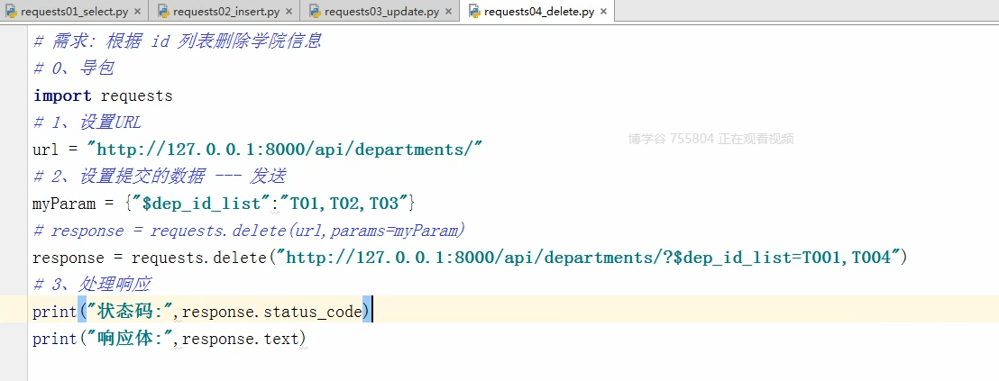 requests01_select.py × requests02_insert.py × requests03_update.py × requests04_delete.py ×
# 需求: 根据 id 列表删除学院信息
# 0、导包
import requests
# 1、设置URL
url = "http://127.0.0.1:8000/api/departments/"
博学谷 755804 正在观看视频
# 2、设置提交的数据 --- 发送
myParam = {"$dep_id_list":"T01,T02,T03"}
# response = requests.delete(url,params=myParam)
response = requests.delete("http://127.0.0.1:8000/api/departments/?$dep_id_list=T001,T004")
# 3、处理响应
print("状态码:",response.status_code)
print("响应体:",response.text)